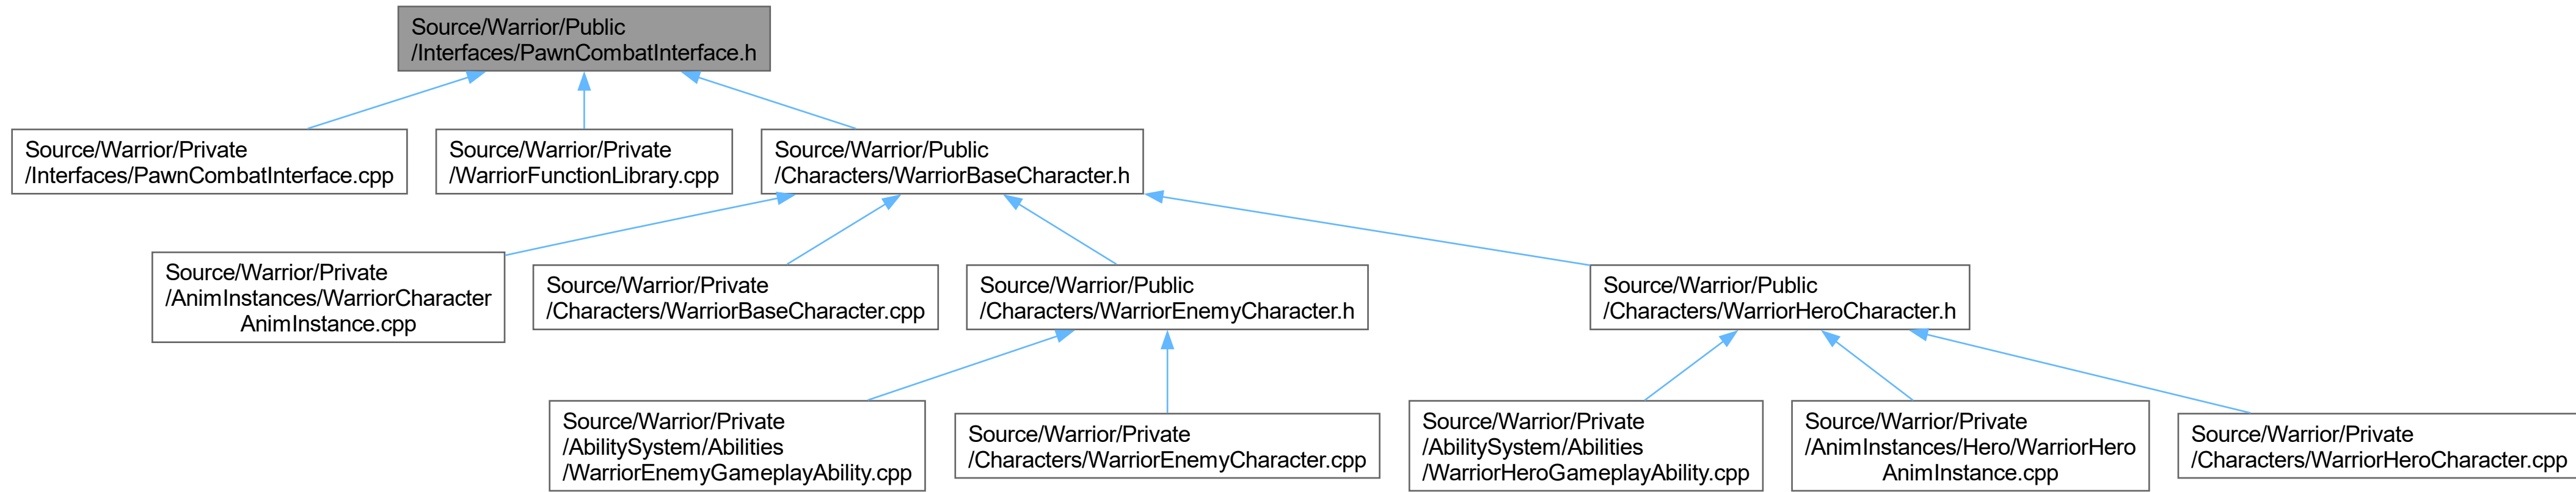 Source/Warrior/Public
/Interfaces/PawnCombatInterface.h
Source/Warrior/Private
/Interfaces/PawnCombatInterface.cpp
Source/Warrior/Private
/WarriorFunctionLibrary.cpp
Source/Warrior/Public
/Characters/WarriorBaseCharacter.h
Source/Warrior/Private
/AnimInstances/WarriorCharacter
AnimInstance.cpp
Source/Warrior/Private
/Characters/WarriorBaseCharacter.cpp
Source/Warrior/Public
/Characters/WarriorEnemyCharacter.h
Source/Warrior/Public
/Characters/WarriorHeroCharacter.h
Source/Warrior/Private
/AbilitySystem/Abilities
/WarriorEnemyGameplayAbility.cpp
Source/Warrior/Private
/Characters/WarriorEnemyCharacter.cpp
Source/Warrior/Private
/AbilitySystem/Abilities
/WarriorHeroGameplayAbility.cpp
Source/Warrior/Private
/AnimInstances/Hero/WarriorHero
AnimInstance.cpp
Source/Warrior/Private
/Characters/WarriorHeroCharacter.cpp